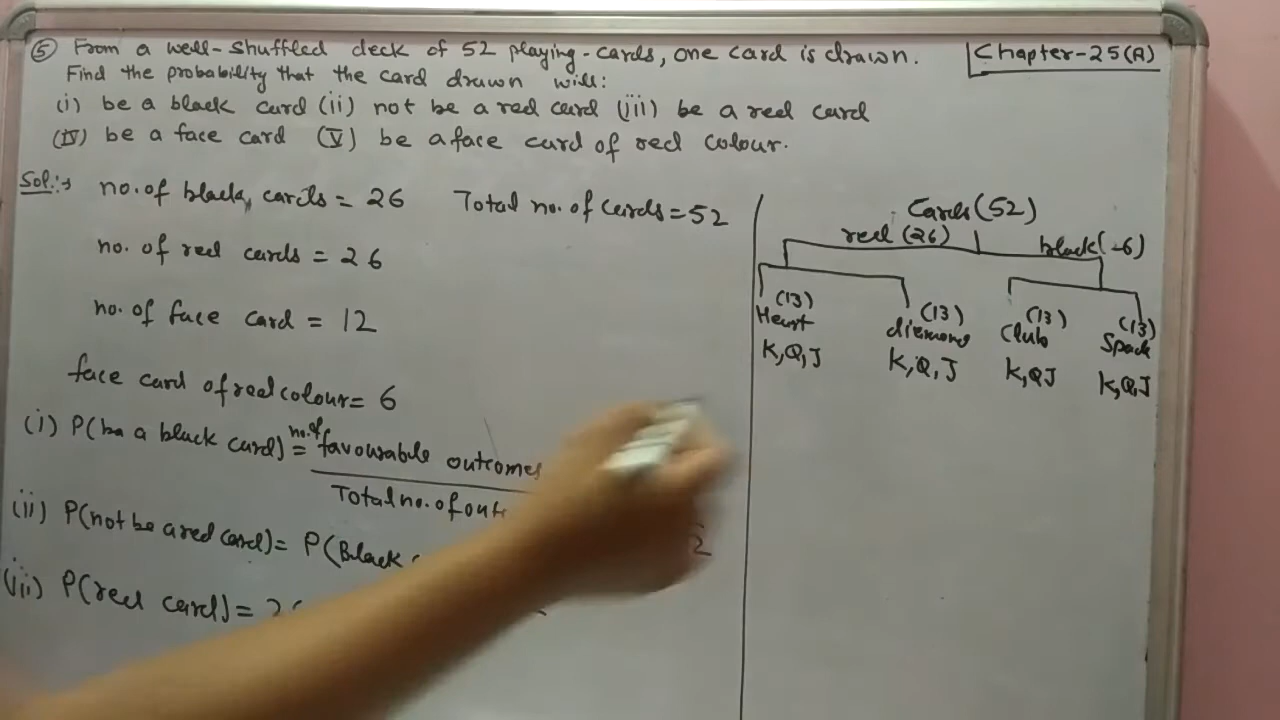 ⑤ From a well-shuffled deck of 52 playing-cards, one card is drawn.
Chapter-25(A)
Find the probability that the card drawn will:
(i) be a black card (ii) not be a red card (iii) be a red card
(IV) be a face card (V) be a face card of red colour.
Sol:→ no. of black cards = 26 Total no. of cards = 52
no. of red cards = 26
no. of face card = 12
face card of red colour = 6
(i) P(be a black card) = no. of favourable outcomes
Total no. of out
(ii) P(not be a red card) = P(Black
2
(iii) P(red card) = 26
Cards (52)
red (26) black(-6)
(13) (13) (13) (13)
Heart diamond Club Spade
K, Q, J K, Q, J K, Q J K, Q, J